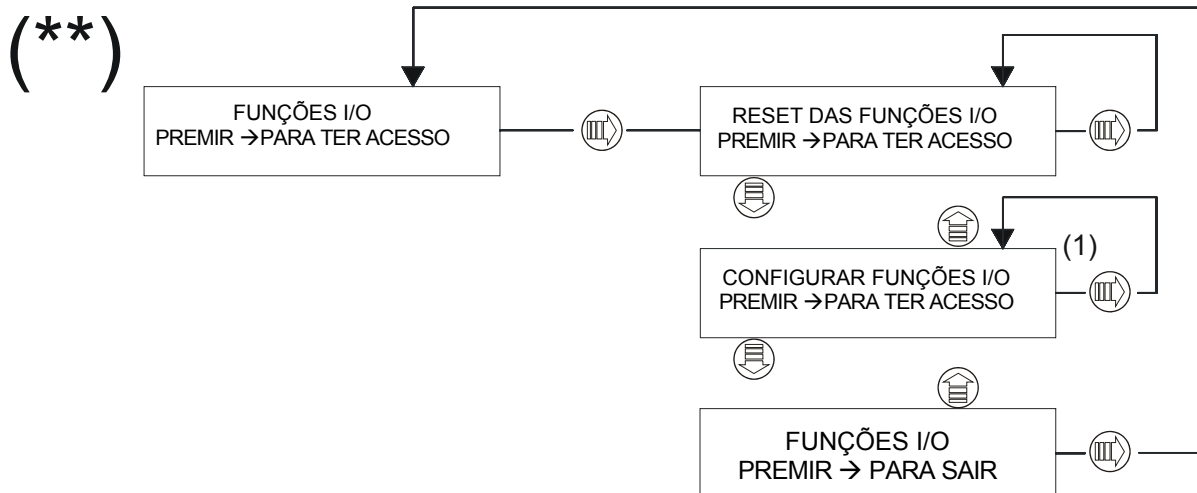 (**)
FUNÇÕES I/O
PREMIR →PARA TER ACESSO
RESET DAS FUNÇÕES I/O
PREMIR →PARA TER ACESSO
(1)
CONFIGURAR FUNÇÕES I/O
PREMIR →PARA TER ACESSO
FUNÇÕES I/O
PREMIR → PARA SAIR